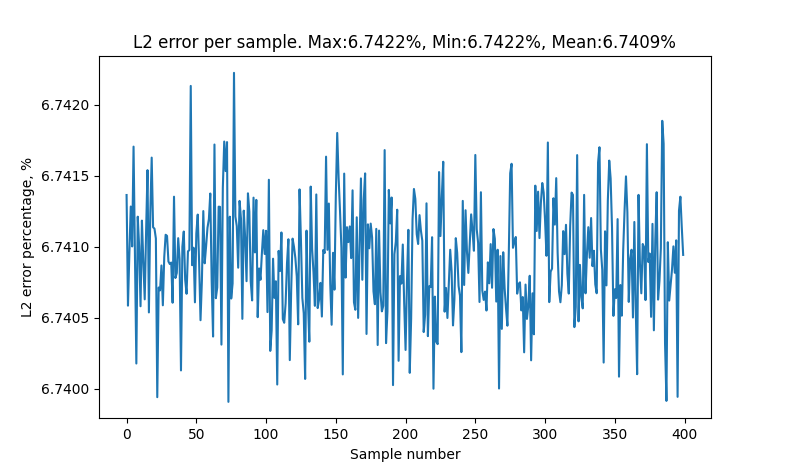 L2 error per sample. Max:6.7422%, Min:6.7422%, Mean:6.7409%
6.7420
6.7415
6.7410
6.7405
6.7400
L2 error percentage, %
0 50 100 150 200 250 300 350 400
Sample number